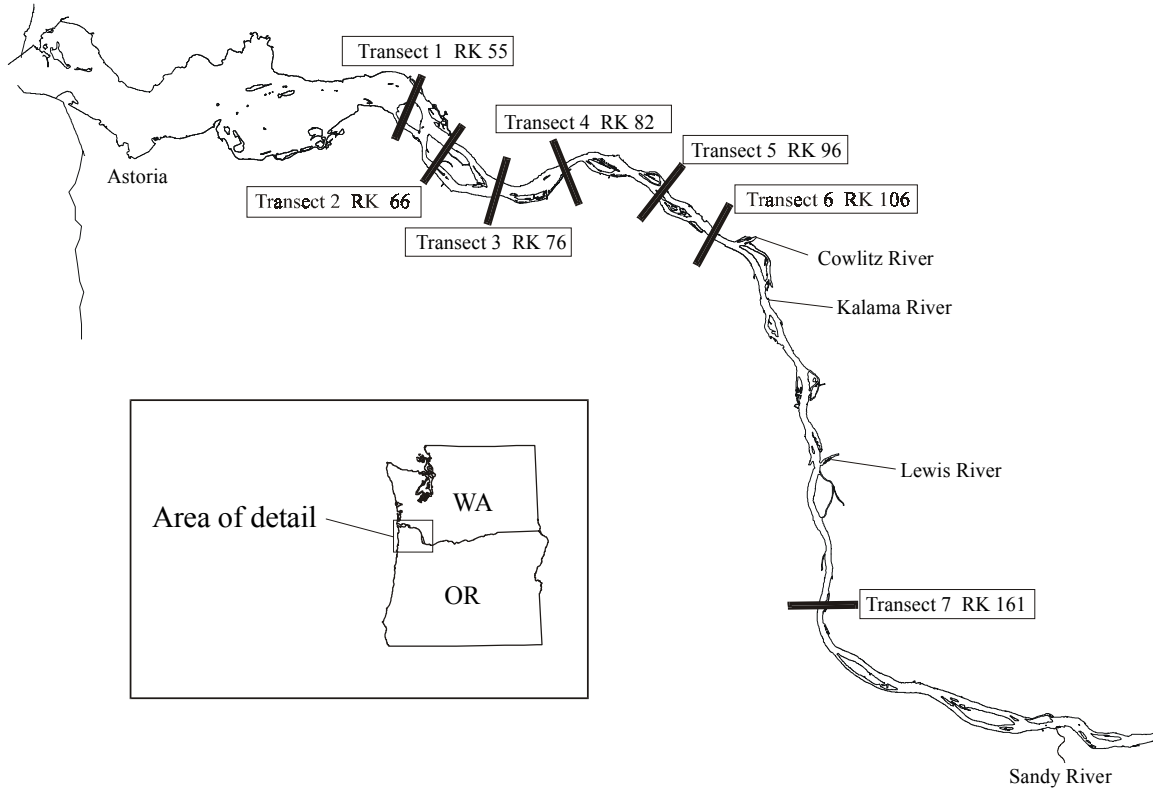 Transect 1 RK 55
Transect 4 RK 82
Transect 5 RK 96
Astoria
Transect 2 RK 66
Transect 6 RK 106
Transect 3 RK 76
Cowlitz River
Kalama River
Lewis River
WA
Area of detail
OR
Transect 7 RK 161
Sandy River